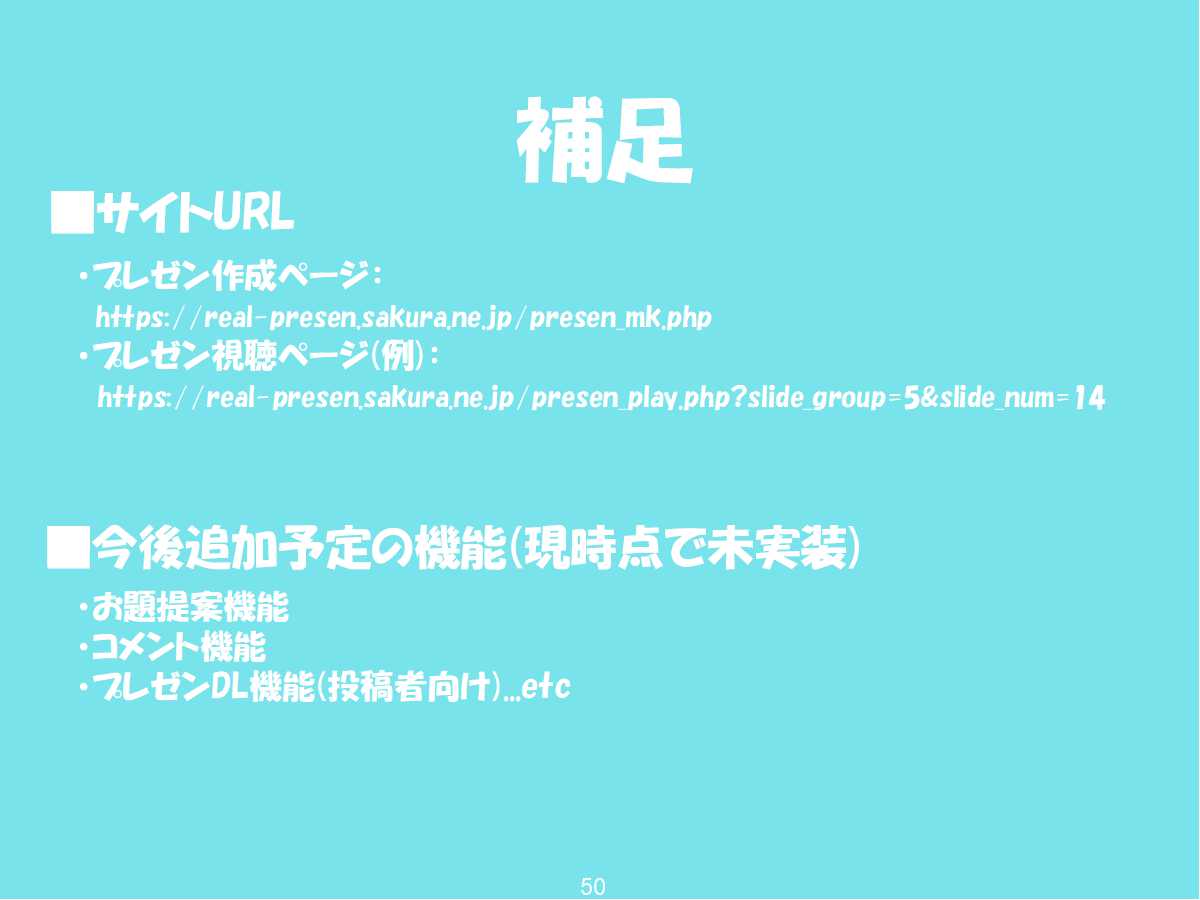 補足
■サイトURL
・プレゼン作成ページ：
https://real-presen.sakura.ne.jp/presen_mk.php
・プレゼン視聴ページ(例)：
https://real-presen.sakura.ne.jp/presen_play.php?slide_group=5&slide_num=14
■今後追加予定の機能(現時点で未実装)
・お題提案機能
・コメント機能
・プレゼンDL機能(投稿者向け)...etc
50